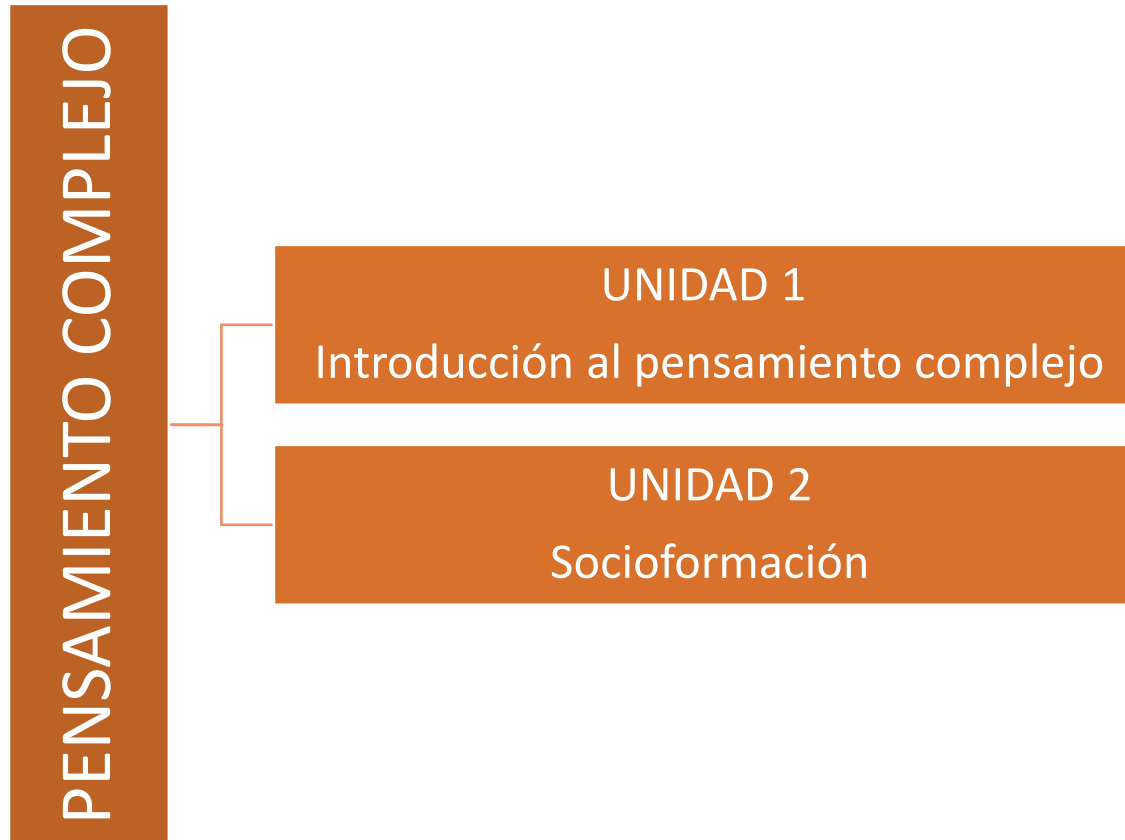 PENSAMIENTO COMPLEJO
UNIDAD 1
Introducción al pensamiento complejo
UNIDAD 2
Socioformación